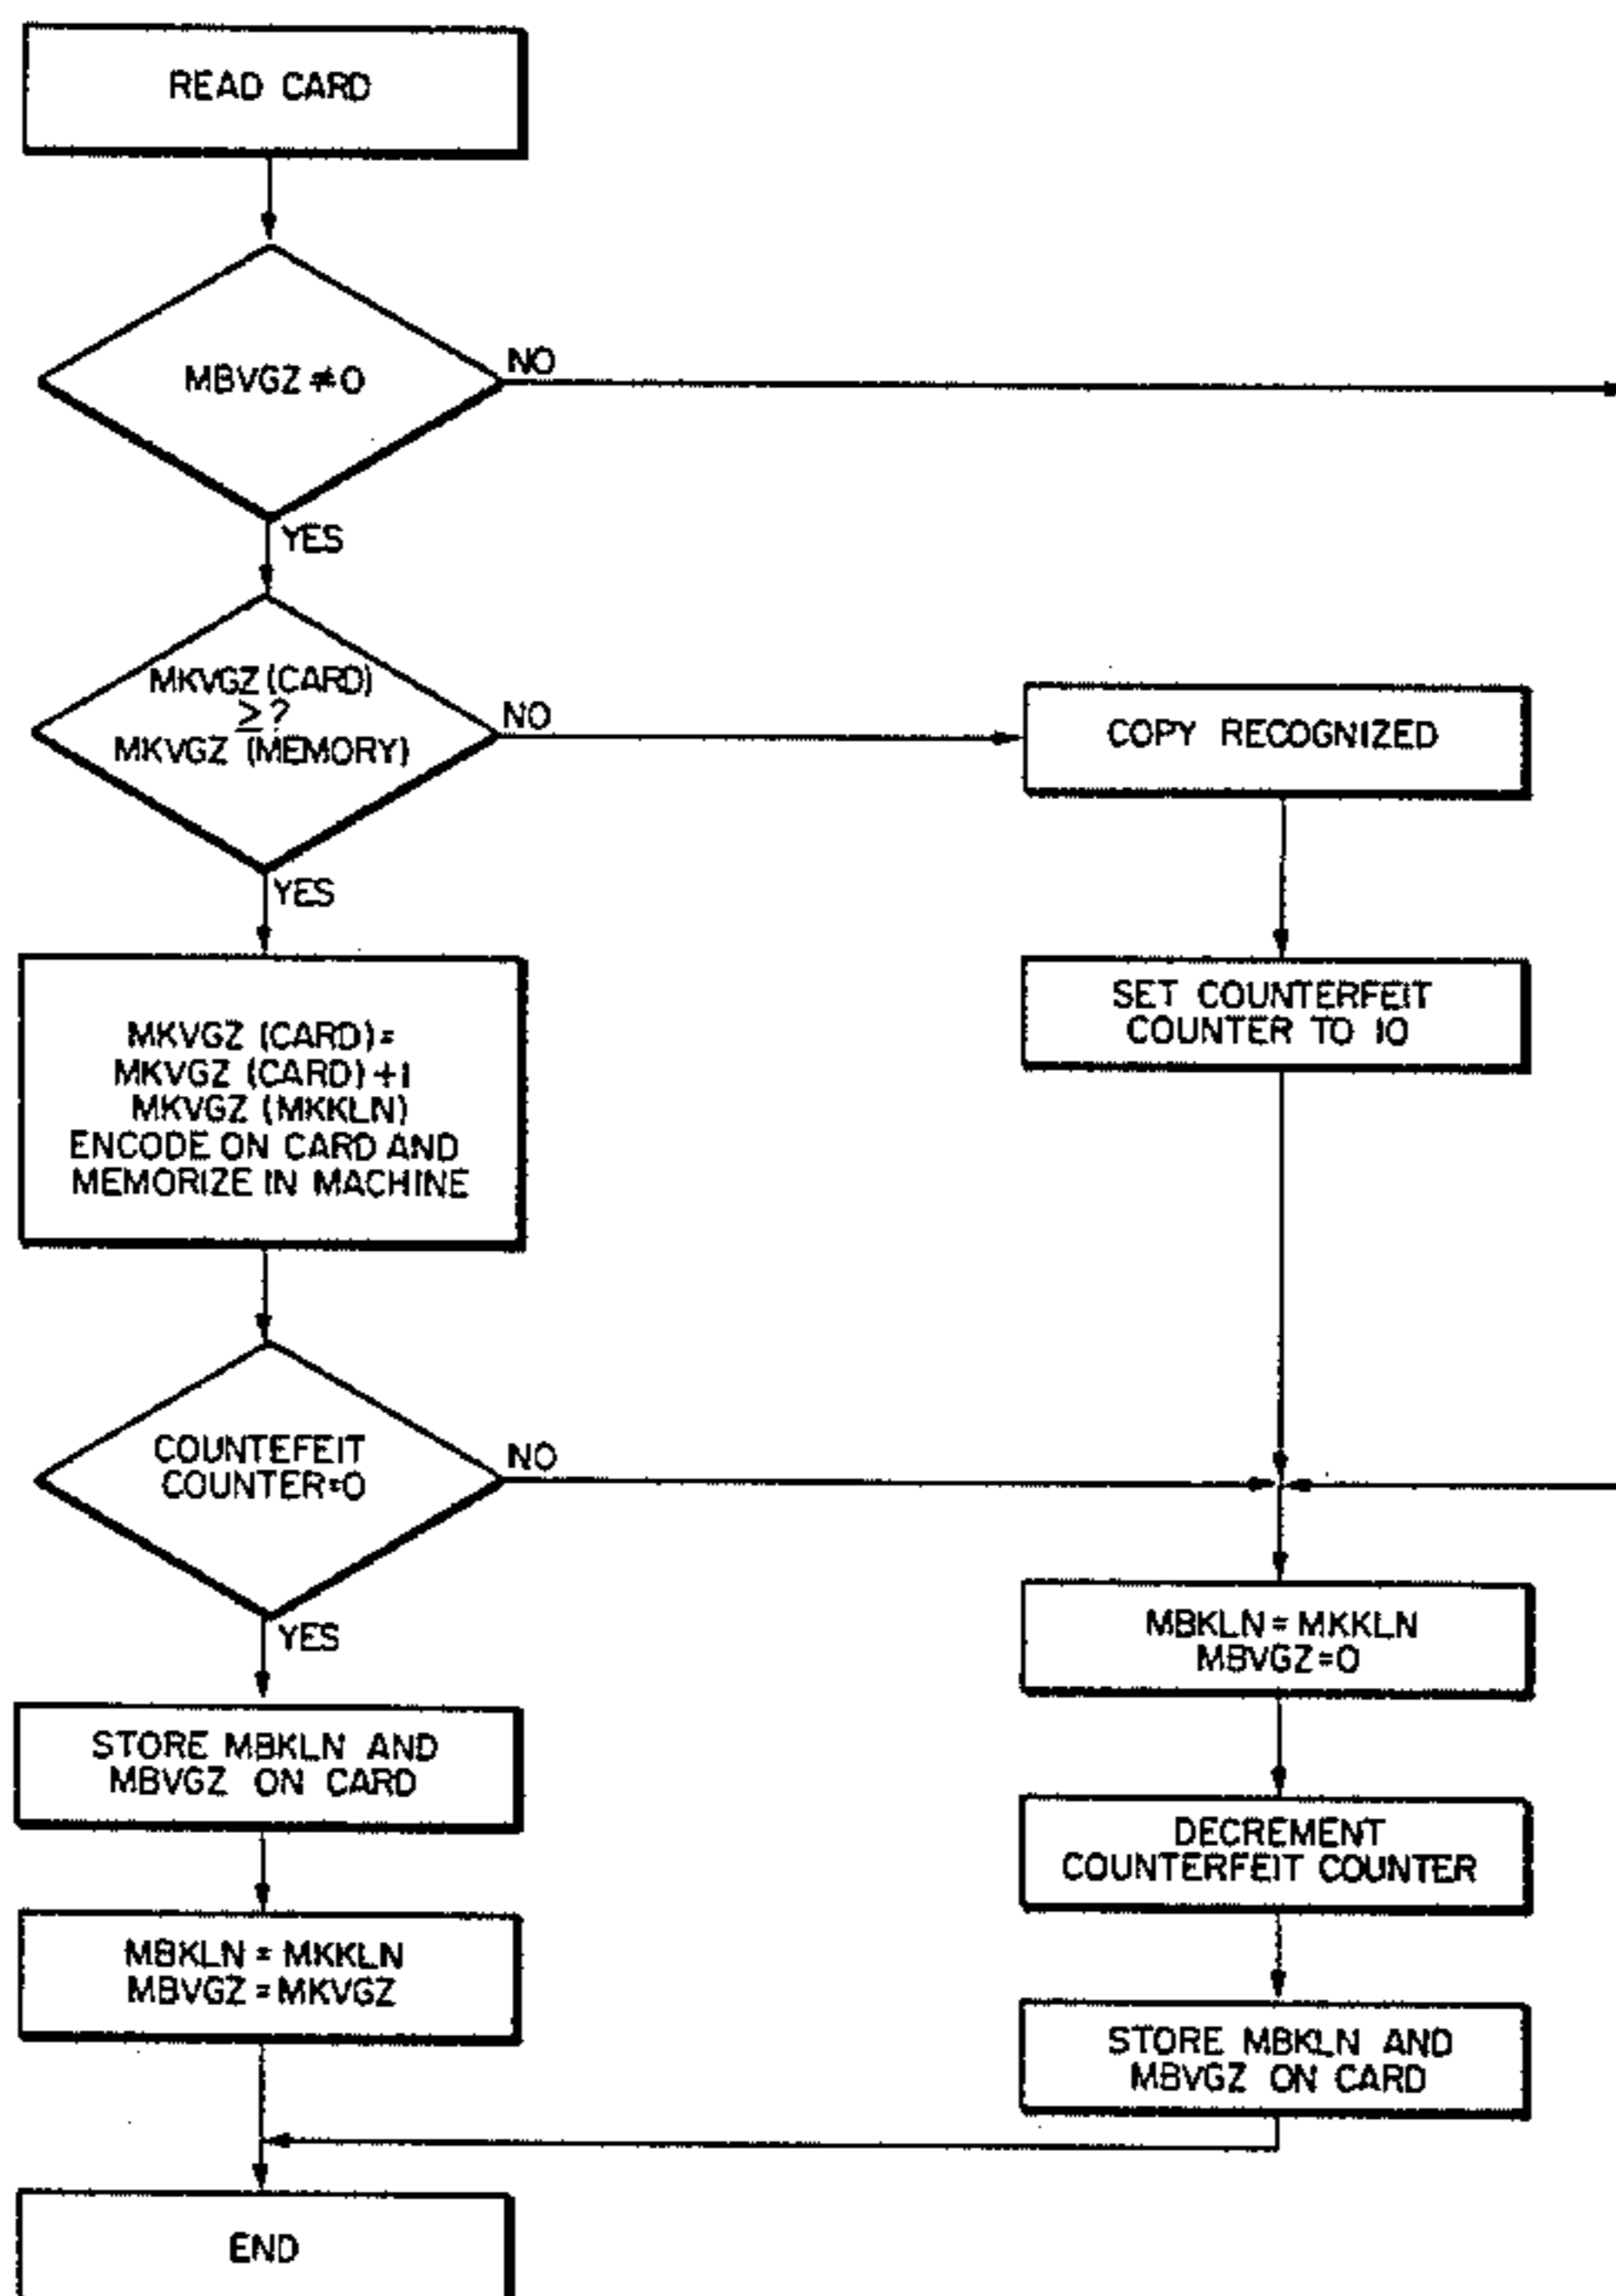 READ CARD
MBVGZ ≠ 0
NO
YES
MKVGZ (CARD)
≥ ?
MKVGZ (MEMORY)
NO
YES
COPY RECOGNIZED
SET COUNTERFEIT
COUNTER TO 10
MKVGZ (CARD) =
MKVGZ (CARD) +1
MKVGZ (MKKLN)
ENCODE ON CARD AND
MEMORIZE IN MACHINE
COUNTEFEIT
COUNTER=0
NO
YES
MBKLN = MKKLN
MBVGZ=0
STORE MBKLN AND
MBVGZ ON CARD
DECREMENT
COUNTERFEIT COUNTER
MBKLN = MKKLN
MBVGZ = MKVGZ
STORE MBKLN AND
MBVGZ ON CARD
END